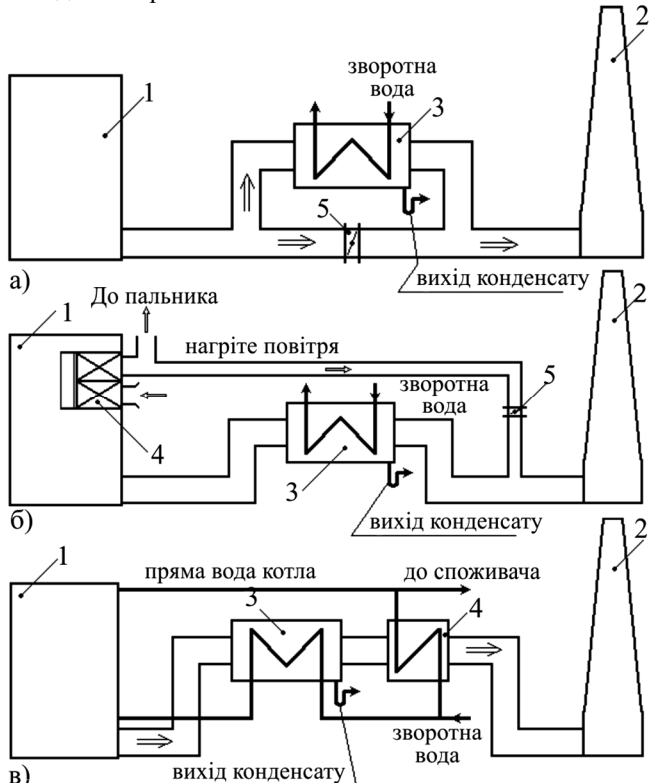 1
2
зворотна
вода
3
5
вихід конденсату
а)
До пальника
1
2
нагріте повітря
зворотна
вода
5
4
3
вихід конденсату
б)
1
2
пряма вода котла
до споживача
3
4
зворотна
вода
вихід конденсату
в)